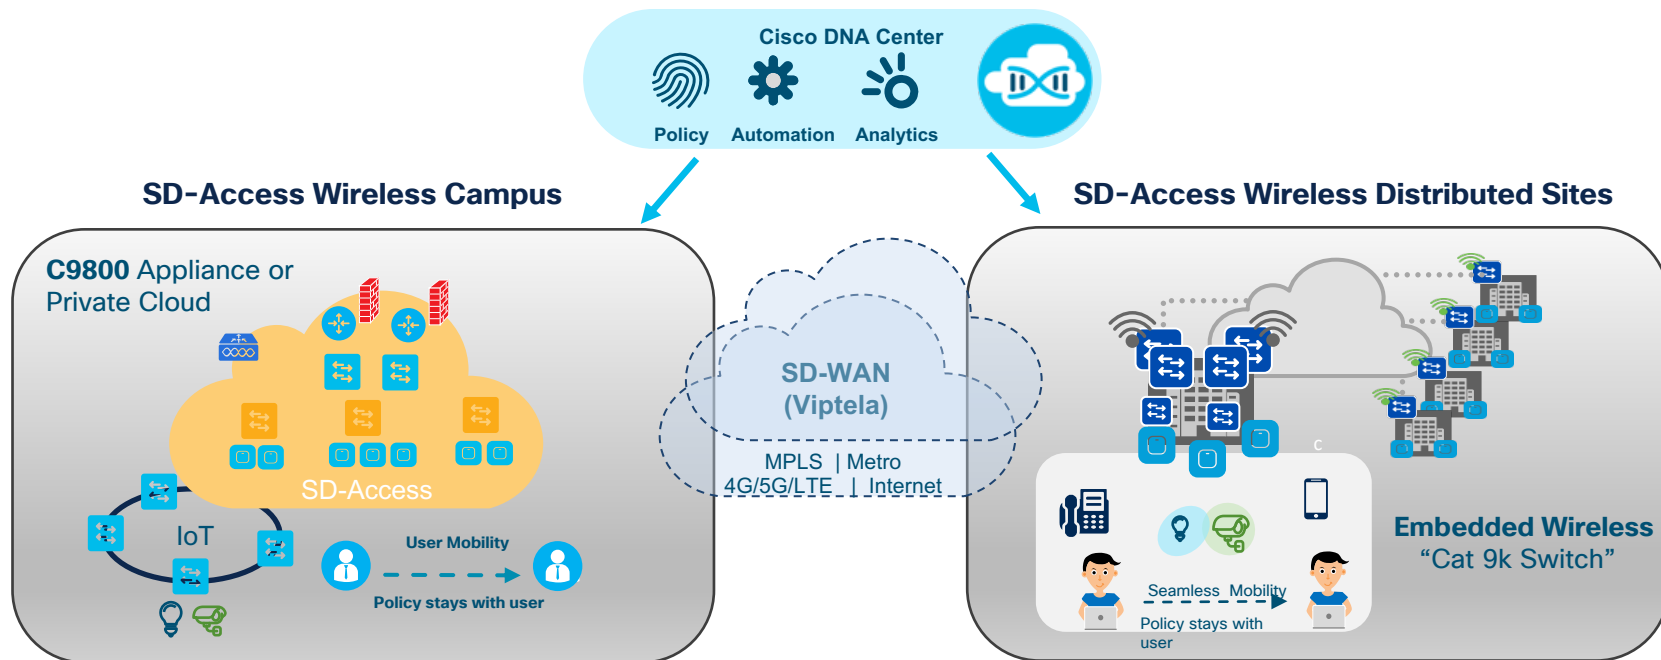 Cisco DNA Center
Policy
Automation
Analytics
SD-Access Wireless Campus
SD-Access Wireless Distributed Sites
C9800 Appliance or
Private Cloud
SD-Access
IoT
User Mobility
Policy stays with user
SD-WAN
(Viptela)
MPLS | Metro
4G/5G/LTE | Internet
C
Embedded Wireless
“Cat 9k Switch”
Seamless Mobility
Policy stays with
user